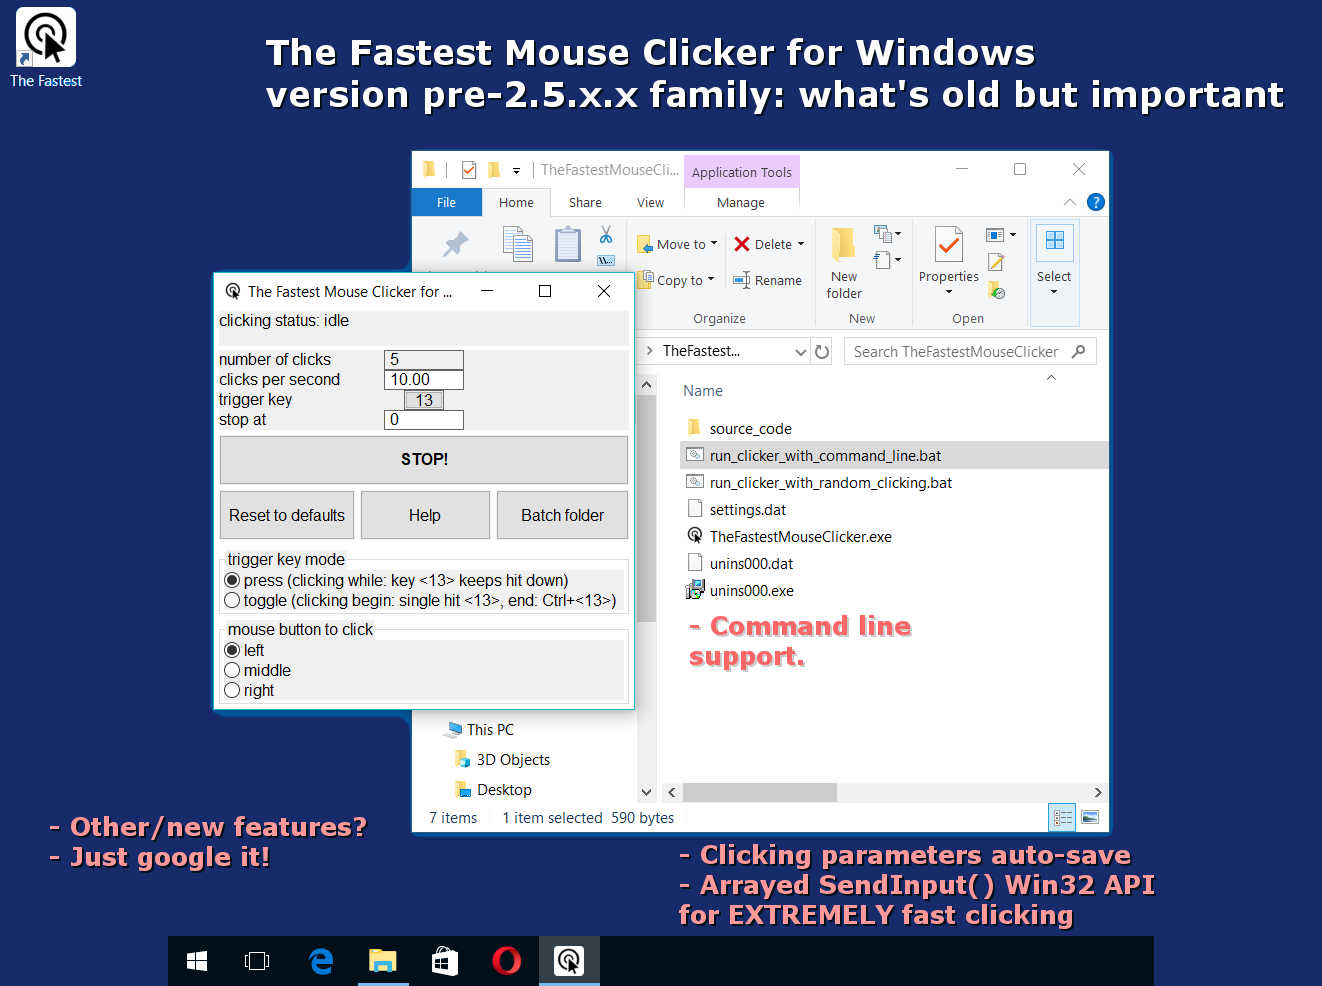 The Fastest
The Fastest Mouse Clicker for Windows
version pre-2.5.x.x family: what's old but important
TheFastestMouseCli...
Application Tools
File
Home
Share
View
Manage
?
Move to
Delete
Copy to
Rename
New
folder
Properties
Select
Organize
New
Open
TheFastest...
Search TheFastestMouseClicker
Name
source_code
run_clicker_with_command_line.bat
run_clicker_with_random_clicking.bat
settings.dat
TheFastestMouseClicker.exe
unins000.dat
unins000.exe
- Command line
support.
The Fastest Mouse Clicker for ...
clicking status: idle
number of clicks
5
clicks per second
10.00
trigger key
13
stop at
0
STOP!
Reset to defaults
Help
Batch folder
trigger key mode
press (clicking while: key <13> keeps hit down)
toggle (clicking begin: single hit <13>, end: Ctrl+<13>)
mouse button to click
left
middle
right
This PC
3D Objects
Desktop
7 items
1 item selected
590 bytes
- Other/new features?
- Just google it!
- Clicking parameters auto-save
- Arrayed SendInput() Win32 API
for EXTREMELY fast clicking